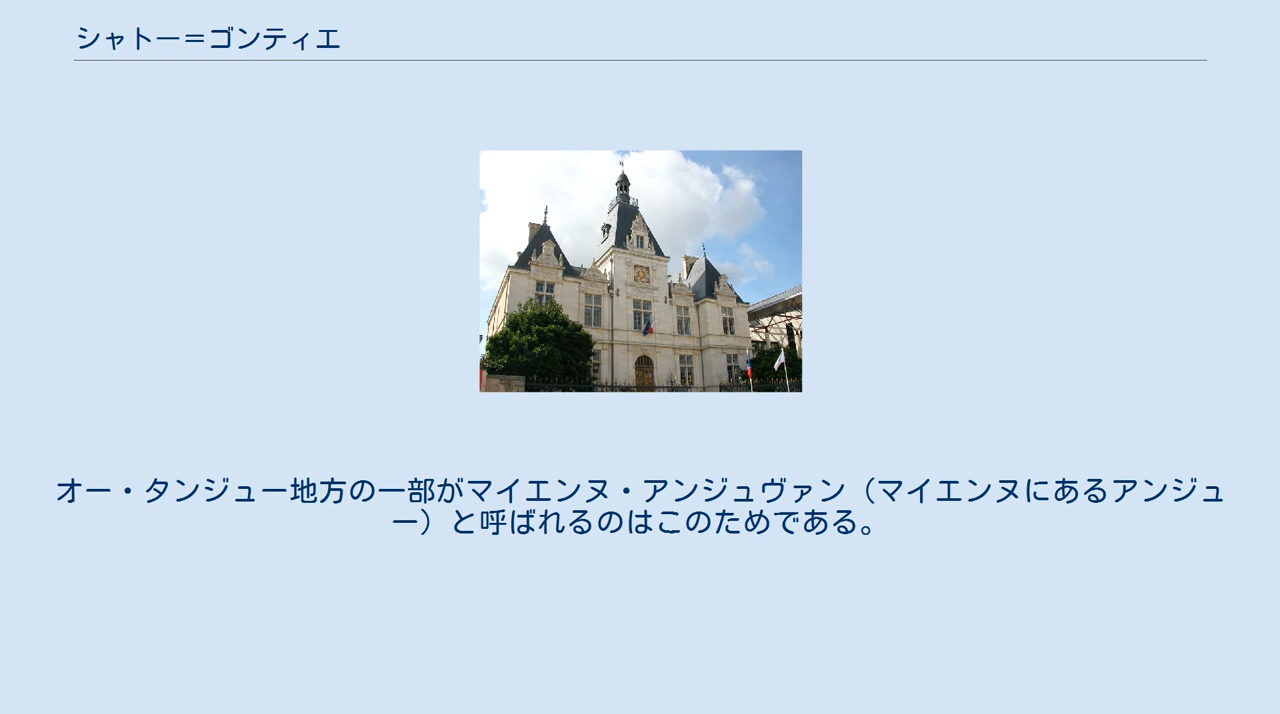 シャトー＝ゴンティエ
オー・タンジュー地方の一部がマイエンヌ・アンジュヴァン（マイエンヌにあるアンジュ
ー）と呼ばれるのはこのためである。